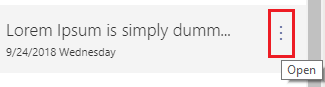 Lorem Ipsum is simply dumm...
9/24/2018 Wednesday
Open